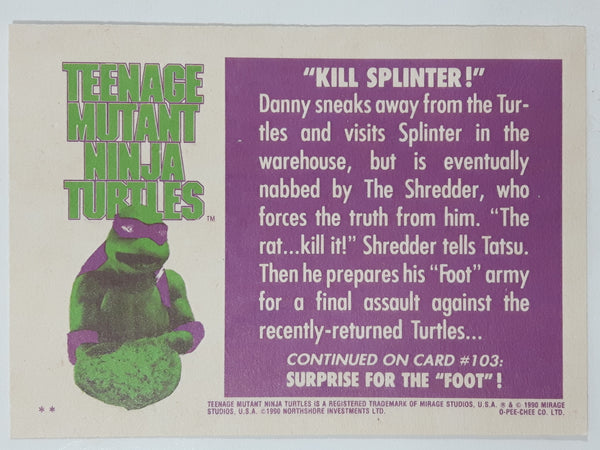 TEENAGE
MUTANT
NINJA
TURTLES™
"KILL SPLINTER!"
Danny sneaks away from the Tur-
tles and visits Splinter in the
warehouse, but is eventually
nabbed by The Shredder, who
forces the truth from him. "The
rat...kill it!" Shredder tells Tatsu.
Then he prepares his "Foot" army
for a final assault against the
recently-returned Turtles...
CONTINUED ON CARD #103:
SURPRISE FOR THE "FOOT"!
* *
TEENAGE MUTANT NINJA TURTLES IS A REGISTERED TRADEMARK OF MIRAGE STUDIOS, U.S.A. ® & © 1990 MIRAGE
STUDIOS, U.S.A. ©1990 NORTHSHORE INVESTMENTS LTD. O-PEE-CHEE CO. LTD.